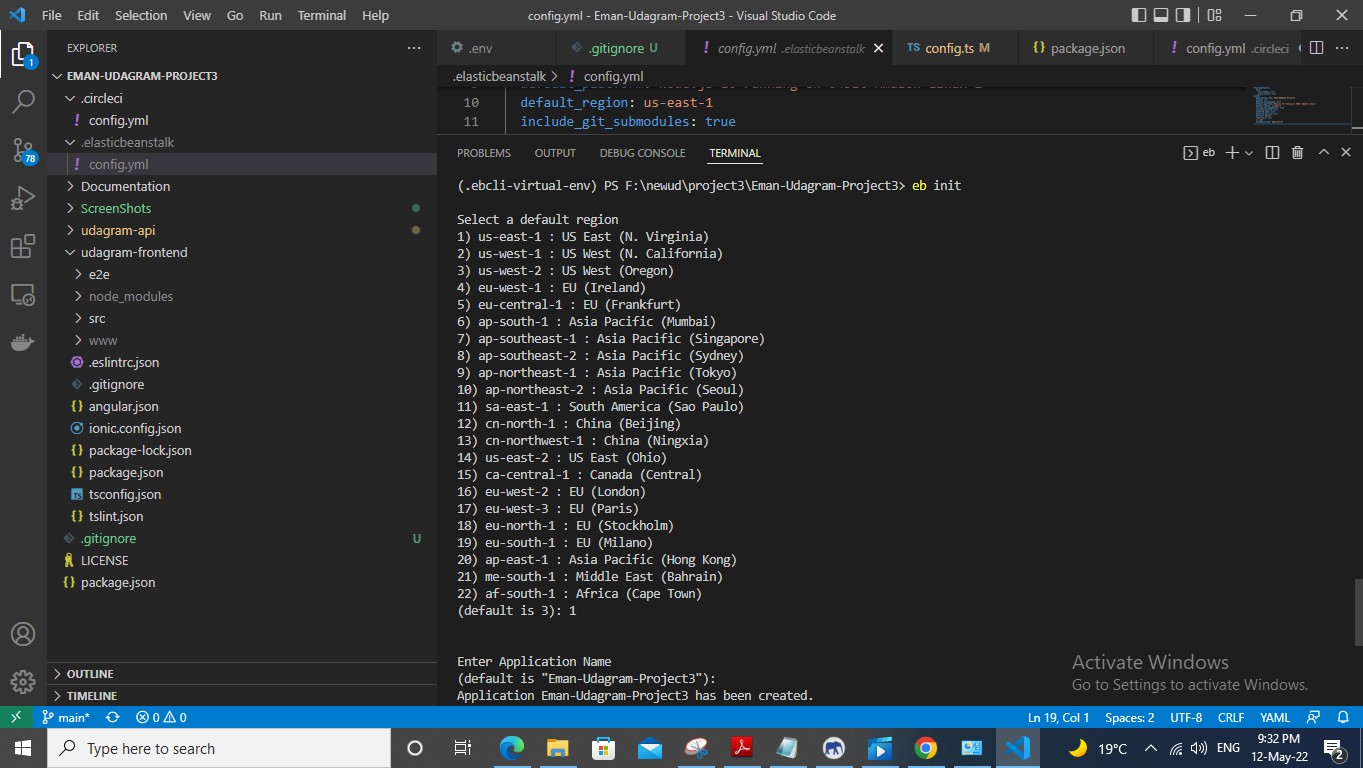 File Edit Selection View Go Run Terminal Help
config.yml - Eman-Udagram-Project3 - Visual Studio Code
EXPLORER
EMAN-UDAGRAM-PROJECT3
.circleci
config.yml
.elasticbeanstalk
config.yml
Documentation
ScreenShots
udagram-api
udagram-frontend
e2e
node_modules
src
www
.eslintrc.json
.gitignore
angular.json
ionic.config.json
package-lock.json
package.json
tsconfig.json
tslint.json
.gitignore U
LICENSE
package.json
OUTLINE
TIMELINE
1
78
.env
.gitignore U
config.yml .elasticbeanstalk
TS config.ts M
package.json
config.yml .circleci
.elasticbeanstalk > config.yml
10 default_region: us-east-1
11 include_git_submodules: true
PROBLEMS OUTPUT DEBUG CONSOLE TERMINAL
eb
(.ebcli-virtual-env) PS F:\newud\project3\Eman-Udagram-Project3> eb init
Select a default region
1) us-east-1 : US East (N. Virginia)
2) us-west-1 : US West (N. California)
3) us-west-2 : US West (Oregon)
4) eu-west-1 : EU (Ireland)
5) eu-central-1 : EU (Frankfurt)
6) ap-south-1 : Asia Pacific (Mumbai)
7) ap-southeast-1 : Asia Pacific (Singapore)
8) ap-southeast-2 : Asia Pacific (Sydney)
9) ap-northeast-1 : Asia Pacific (Tokyo)
10) ap-northeast-2 : Asia Pacific (Seoul)
11) sa-east-1 : South America (Sao Paulo)
12) cn-north-1 : China (Beijing)
13) cn-northwest-1 : China (Ningxia)
14) us-east-2 : US East (Ohio)
15) ca-central-1 : Canada (Central)
16) eu-west-2 : EU (London)
17) eu-west-3 : EU (Paris)
18) eu-north-1 : EU (Stockholm)
19) eu-south-1 : EU (Milano)
20) ap-east-1 : Asia Pacific (Hong Kong)
21) me-south-1 : Middle East (Bahrain)
22) af-south-1 : Africa (Cape Town)
(default is 3): 1
Enter Application Name
(default is "Eman-Udagram-Project3"):
Application Eman-Udagram-Project3 has been created.
Activate Windows
Go to Settings to activate Windows.
main* 0 0
Ln 19, Col 1 Spaces: 2 UTF-8 CRLF YAML
Type here to search
19°C
ENG
9:32 PM
12-May-22
2